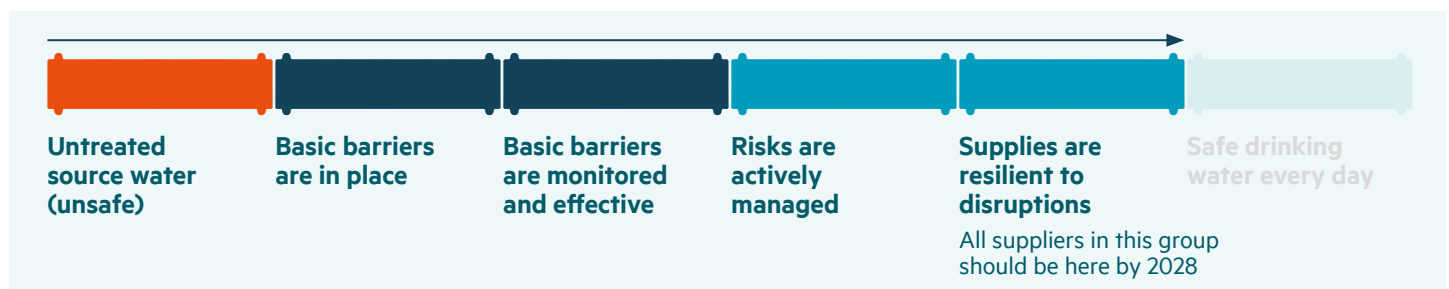 Untreated
source water
(unsafe)
Basic barriers
are in place
Basic barriers
are monitored
and effective
Risks are
actively
managed
Supplies are
resilient to
disruptions
All suppliers in this group
should be here by 2028
Safe drinking
water every day